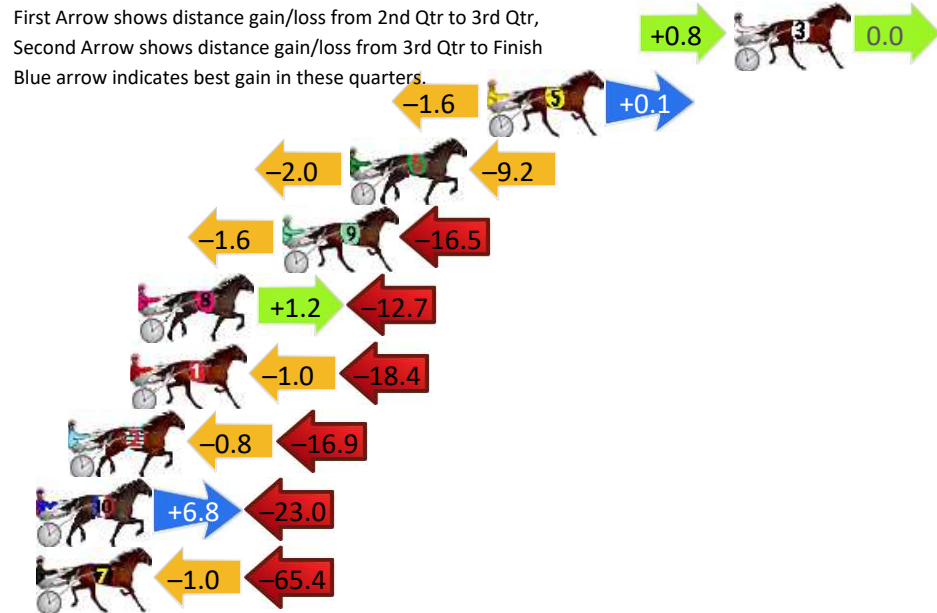 First Arrow shows distance gain/loss from 2nd Qtr to 3rd Qtr,
Second Arrow shows distance gain/loss from 3rd Qtr to Finish
Blue arrow indicates best gain in these quarters.
+0.8 3 0.0
−1.6 5 +0.1
−2.0 6 −9.2
−1.6 9 −16.5
8 +1.2 −12.7
1 −1.0 −18.4
2 −0.8 −16.9
10 +6.8 −23.0
7 −1.0 −65.4